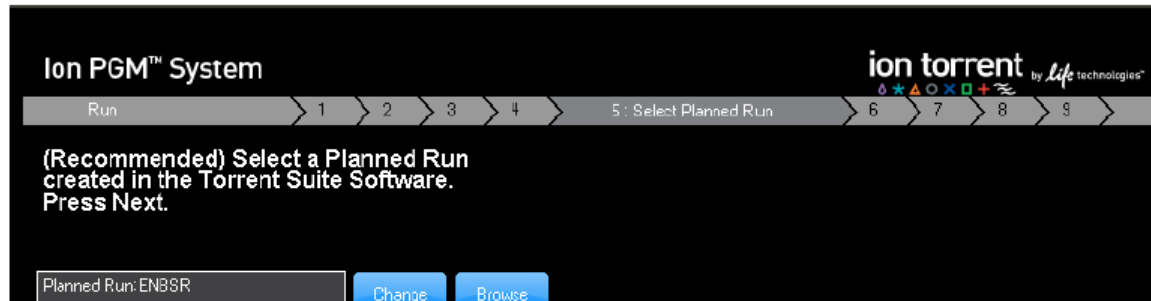 Ion PGM™ System
ion torrent by life technologies™
Run 1 2 3 4 5 : Select Planned Run 6 7 8 9
(Recommended) Select a Planned Run
created in the Torrent Suite Software.
Press Next.
Planned Run: ENBSR Change Browse